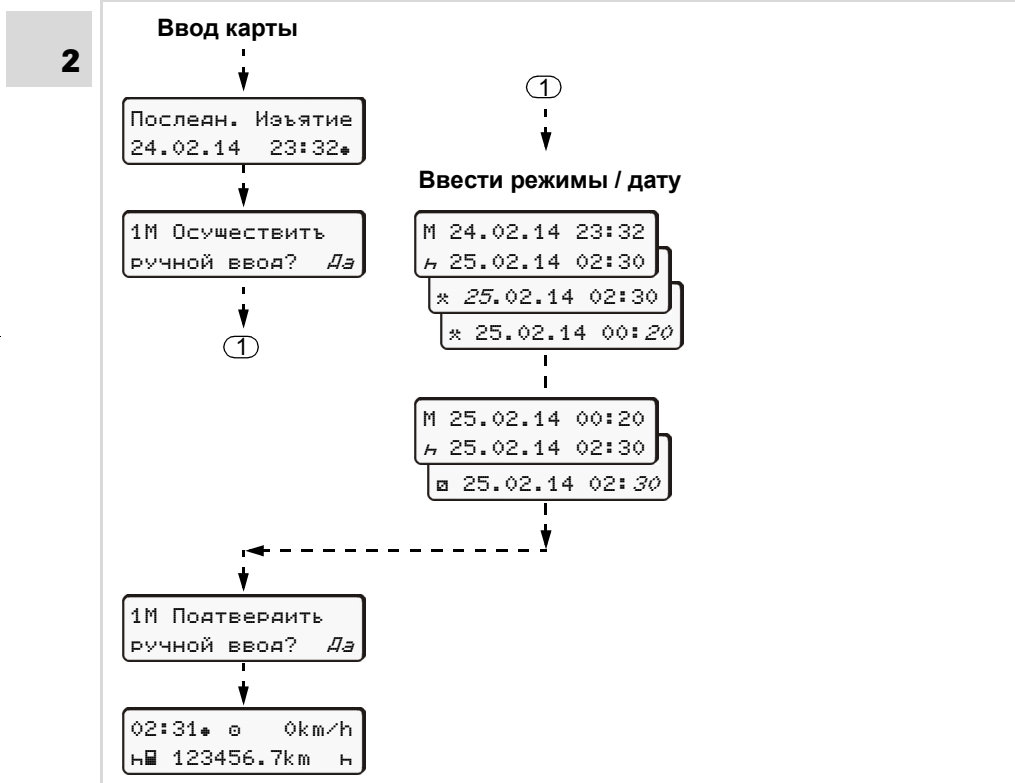 2
Ввод карты
Последн. Изъятие
24.02.14 23:32•
1M Осуществить
ручной ввод? Да
1
1
Ввести режимы / дату
M 24.02.14 23:32
h 25.02.14 02:30
25.02.14 02:30
25.02.14 00:20
M 25.02.14 00:20
h 25.02.14 02:30
25.02.14 02:30
1M Подтвердить
ручной ввод? Да
02:31• 0km/h
h 123456.7km h